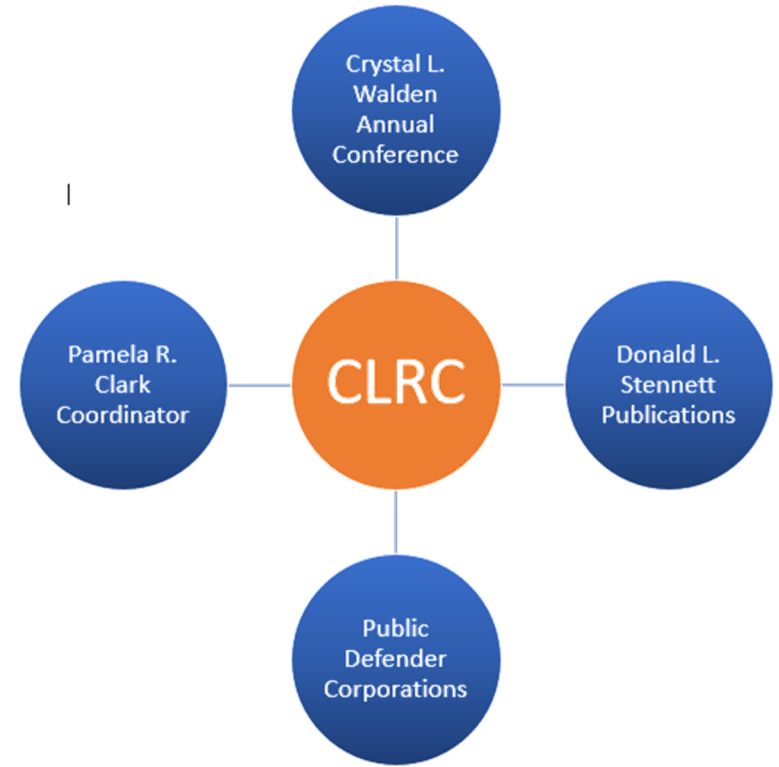 Crystal L.
Walden
Annual
Conference
Pamela R.
Clark
Coordinator
CLRC
Donald L.
Stennett
Publications
Public
Defender
Corporations